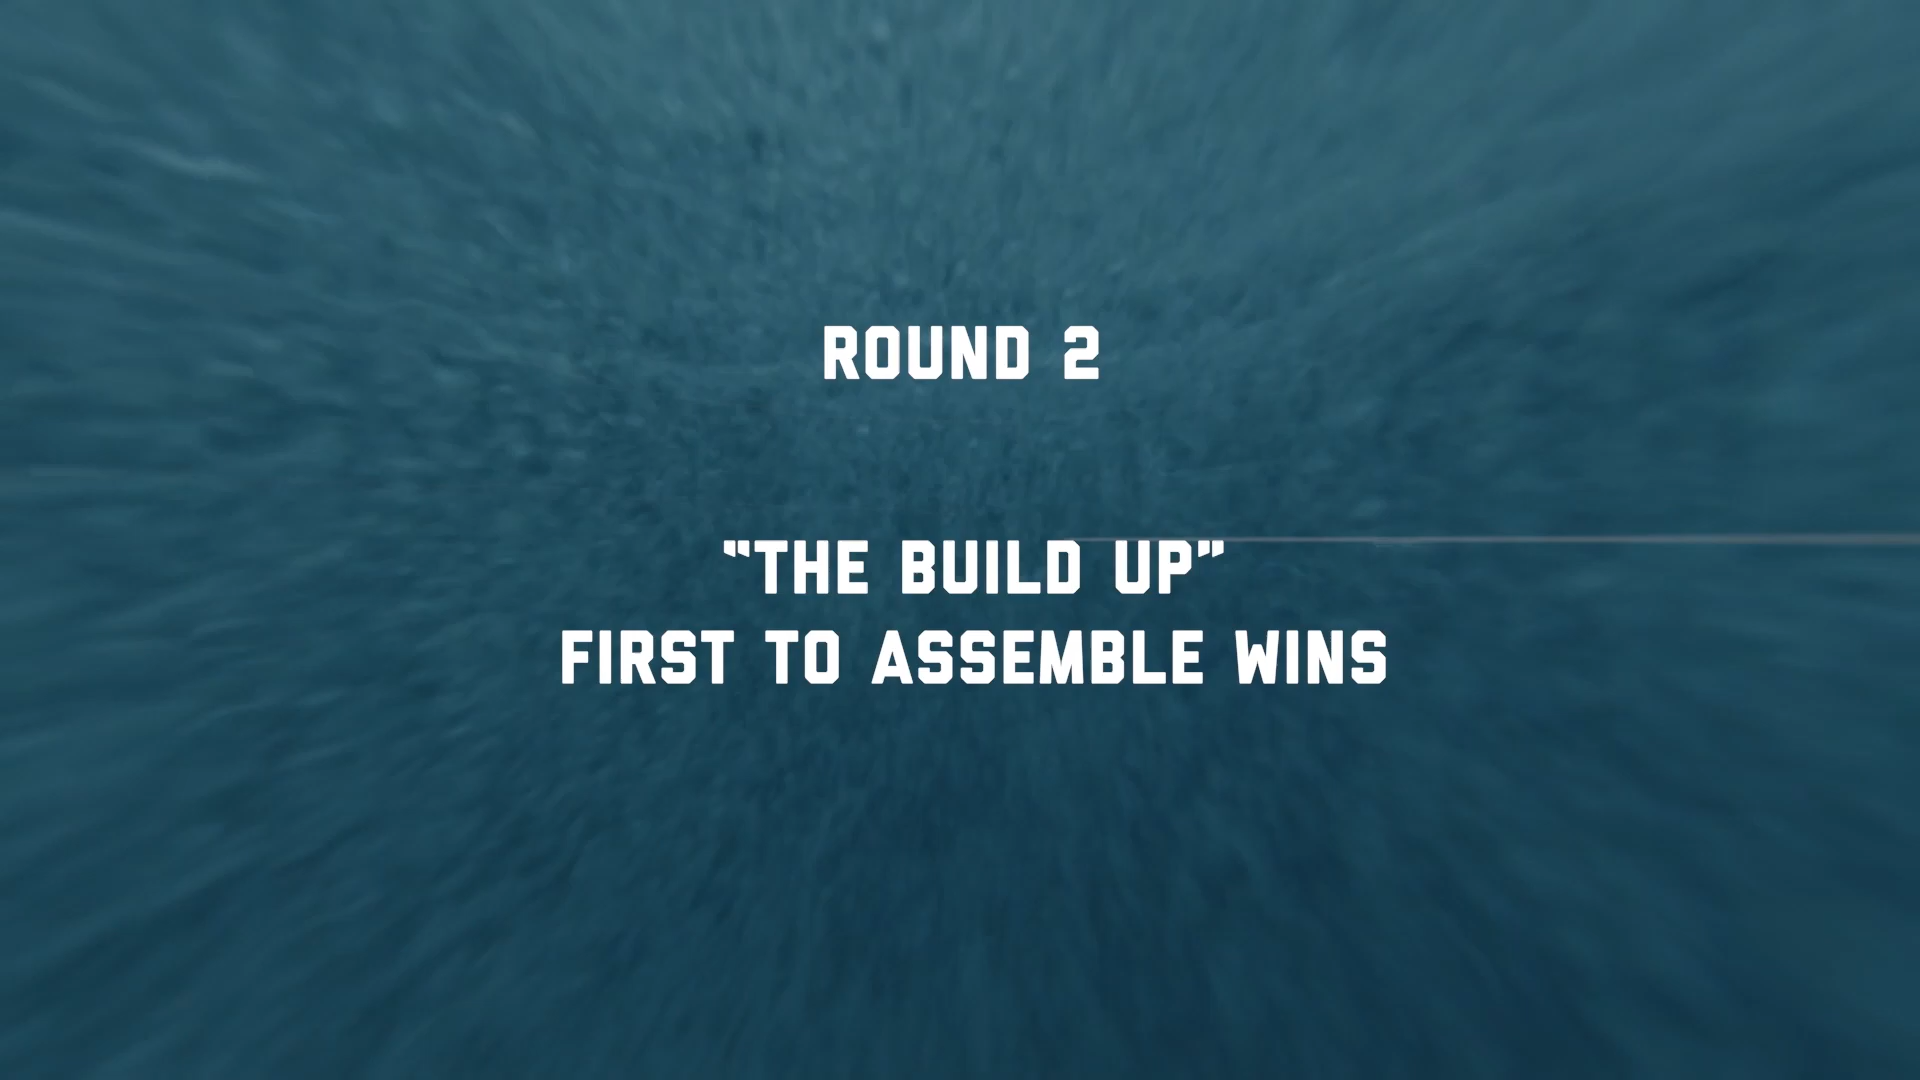 ROUND 2
"THE BUILD UP"
FIRST TO ASSEMBLE WINS